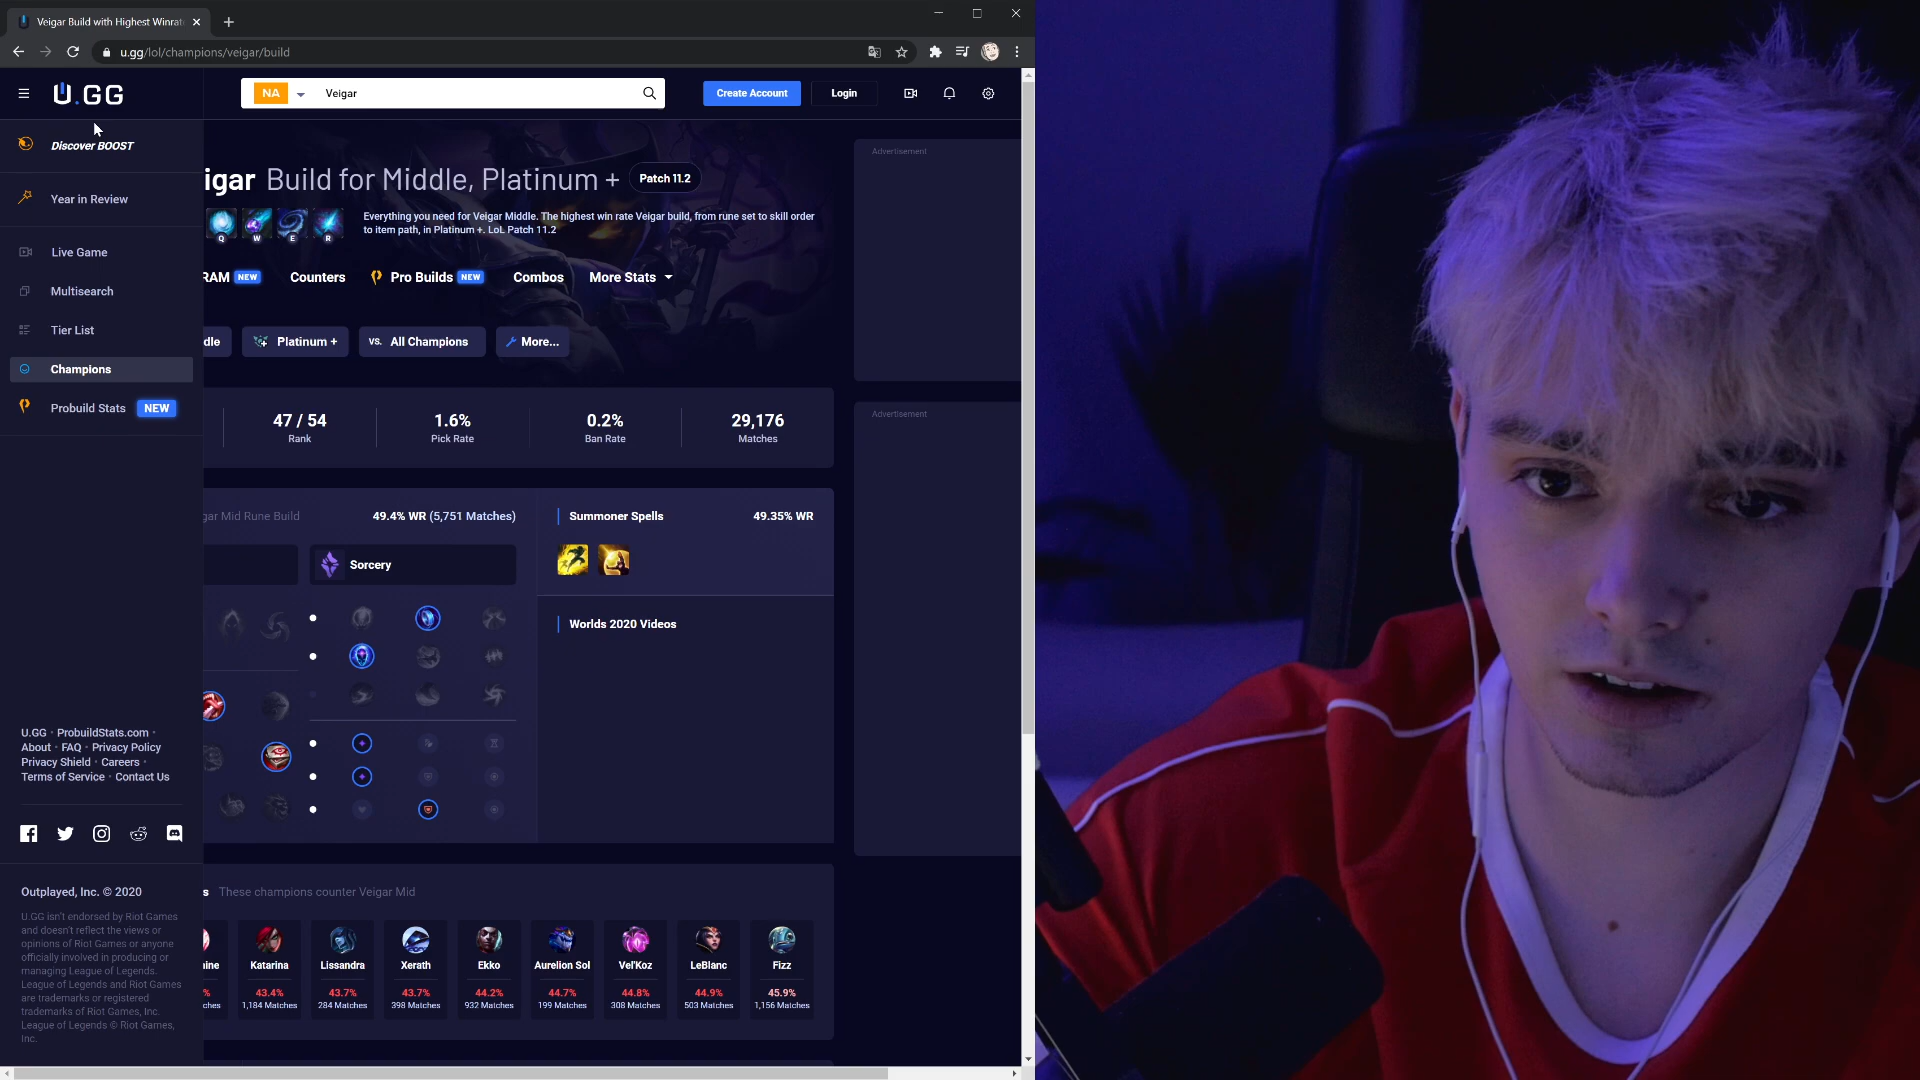 Veigar Build with Highest Winrat
u.gg/lol/champions/veigar/build
U.GG
NA
Veigar
Create Account
Login
Discover BOOST
Year in Review
Live Game
Multisearch
Tier List
Champions
Probuild Stats NEW
igar Build for Middle, Platinum + Patch 11.2
Q W E R
Everything you need for Veigar Middle. The highest win rate Veigar build, from rune set to skill order
to item path, in Platinum +. LoL Patch 11.2
RAM NEW
Counters
Pro Builds NEW
Combos
More Stats
dle
Platinum +
VS. All Champions
More...
Advertisement
Advertisement
47 / 54
Rank
1.6%
Pick Rate
0.2%
Ban Rate
29,176
Matches
gar Mid Rune Build
49.4% WR (5,751 Matches)
Summoner Spells
49.35% WR
Sorcery
Worlds 2020 Videos
U.GG · ProbuildStats.com ·
About · FAQ · Privacy Policy
Privacy Shield · Careers ·
Terms of Service · Contact Us
Outplayed, Inc. © 2020
U.GG isn't endorsed by Riot Games
and doesn't reflect the views or
opinions of Riot Games or anyone
officially involved in producing or
managing League of Legends.
League of Legends and Riot Games
are trademarks or registered
trademarks of Riot Games, Inc.
League of Legends © Riot Games,
Inc.
s These champions counter Veigar Mid
ine
%
ches
Katarina
43.4%
1,184 Matches
Lissandra
43.7%
284 Matches
Xerath
43.7%
398 Matches
Ekko
44.2%
932 Matches
Aurelion Sol
44.7%
199 Matches
Vel'Koz
44.8%
308 Matches
LeBlanc
44.9%
503 Matches
Fizz
45.9%
1,156 Matches